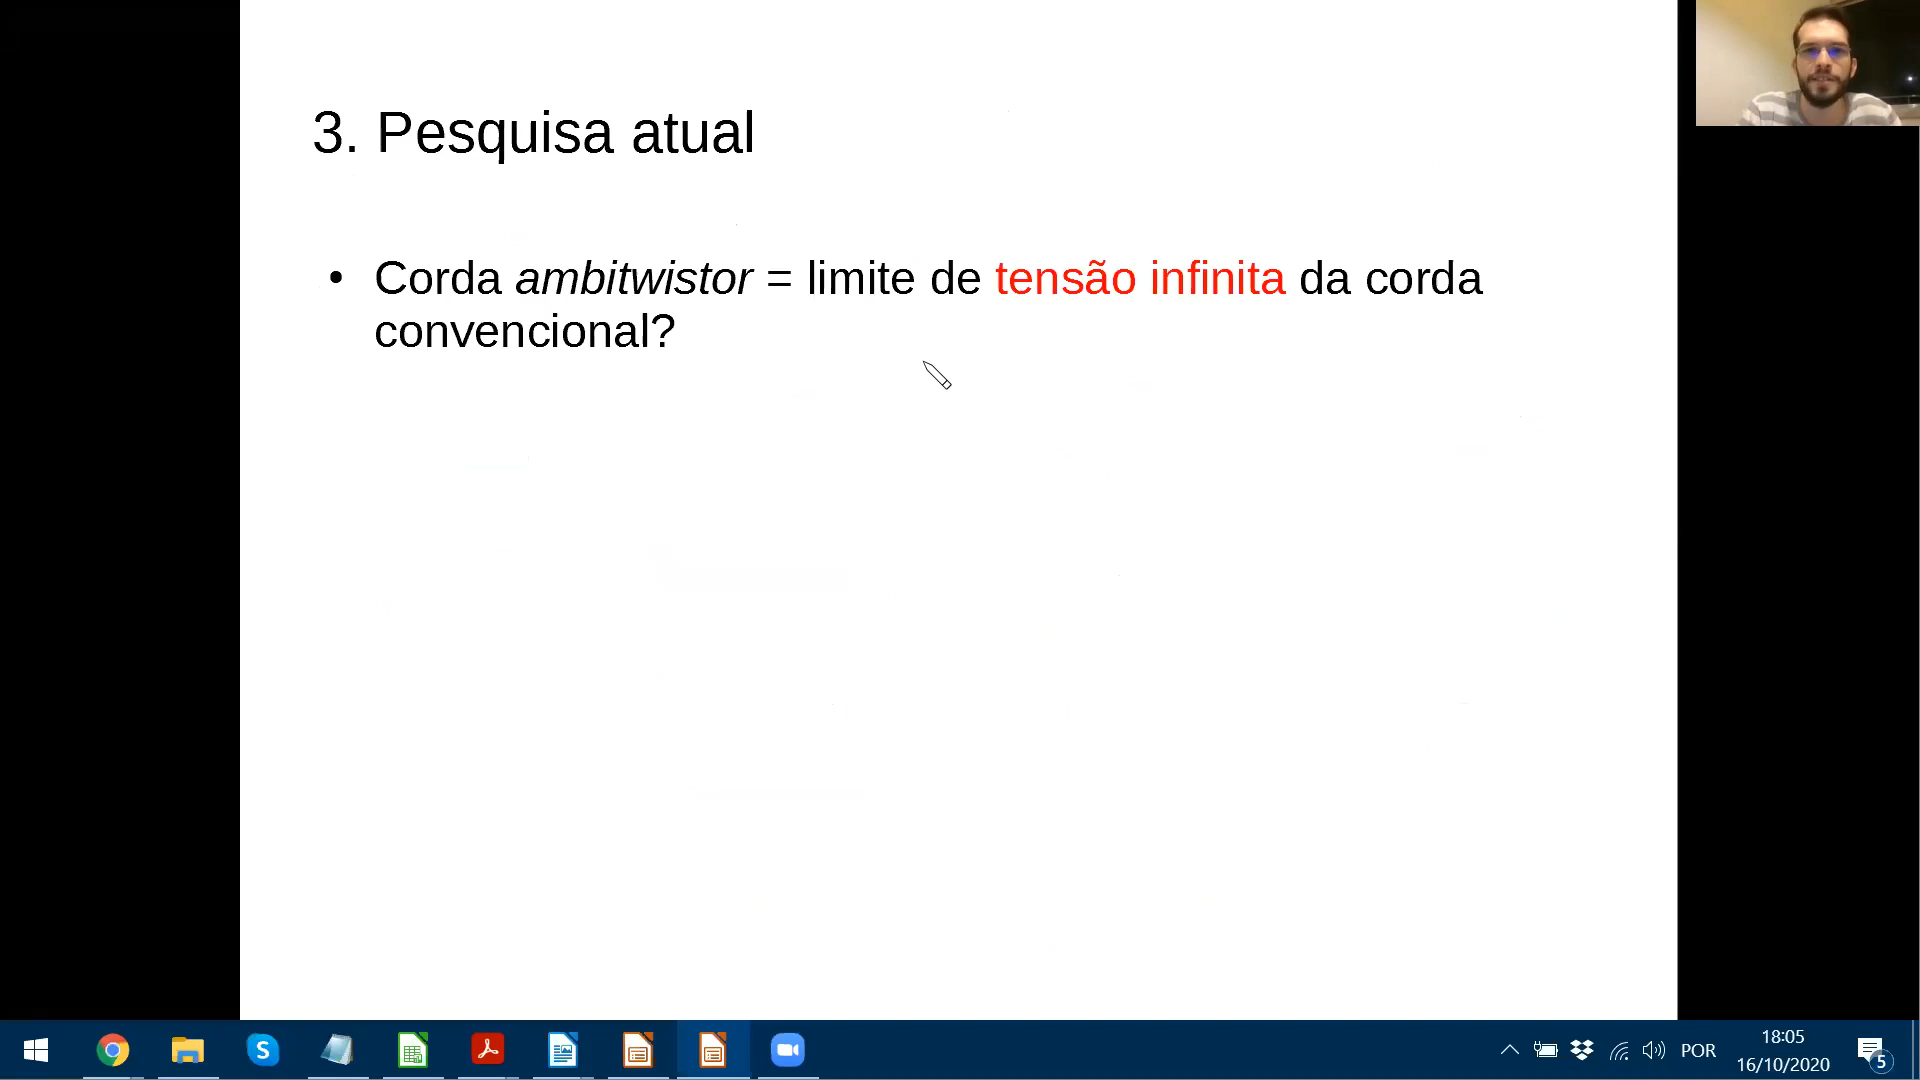 3. Pesquisa atual
• Corda ambitwistor = limite de tensão infinita da corda
convencional?
POR
18:05
16/10/2020
5